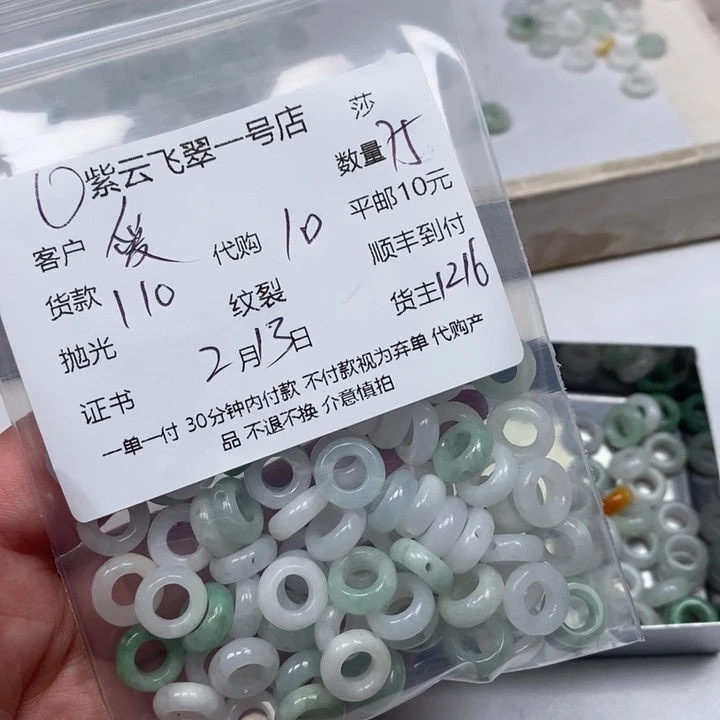 紫云飞翠一号店 莎
客户 代购 10 数量
货款 110 纹裂 平邮10元
抛光 2月13日 顺丰到付
证书 货主1216
一单一付 30分钟内付款 不付款视为弃单 代购产
品 不退不换 介意慎拍